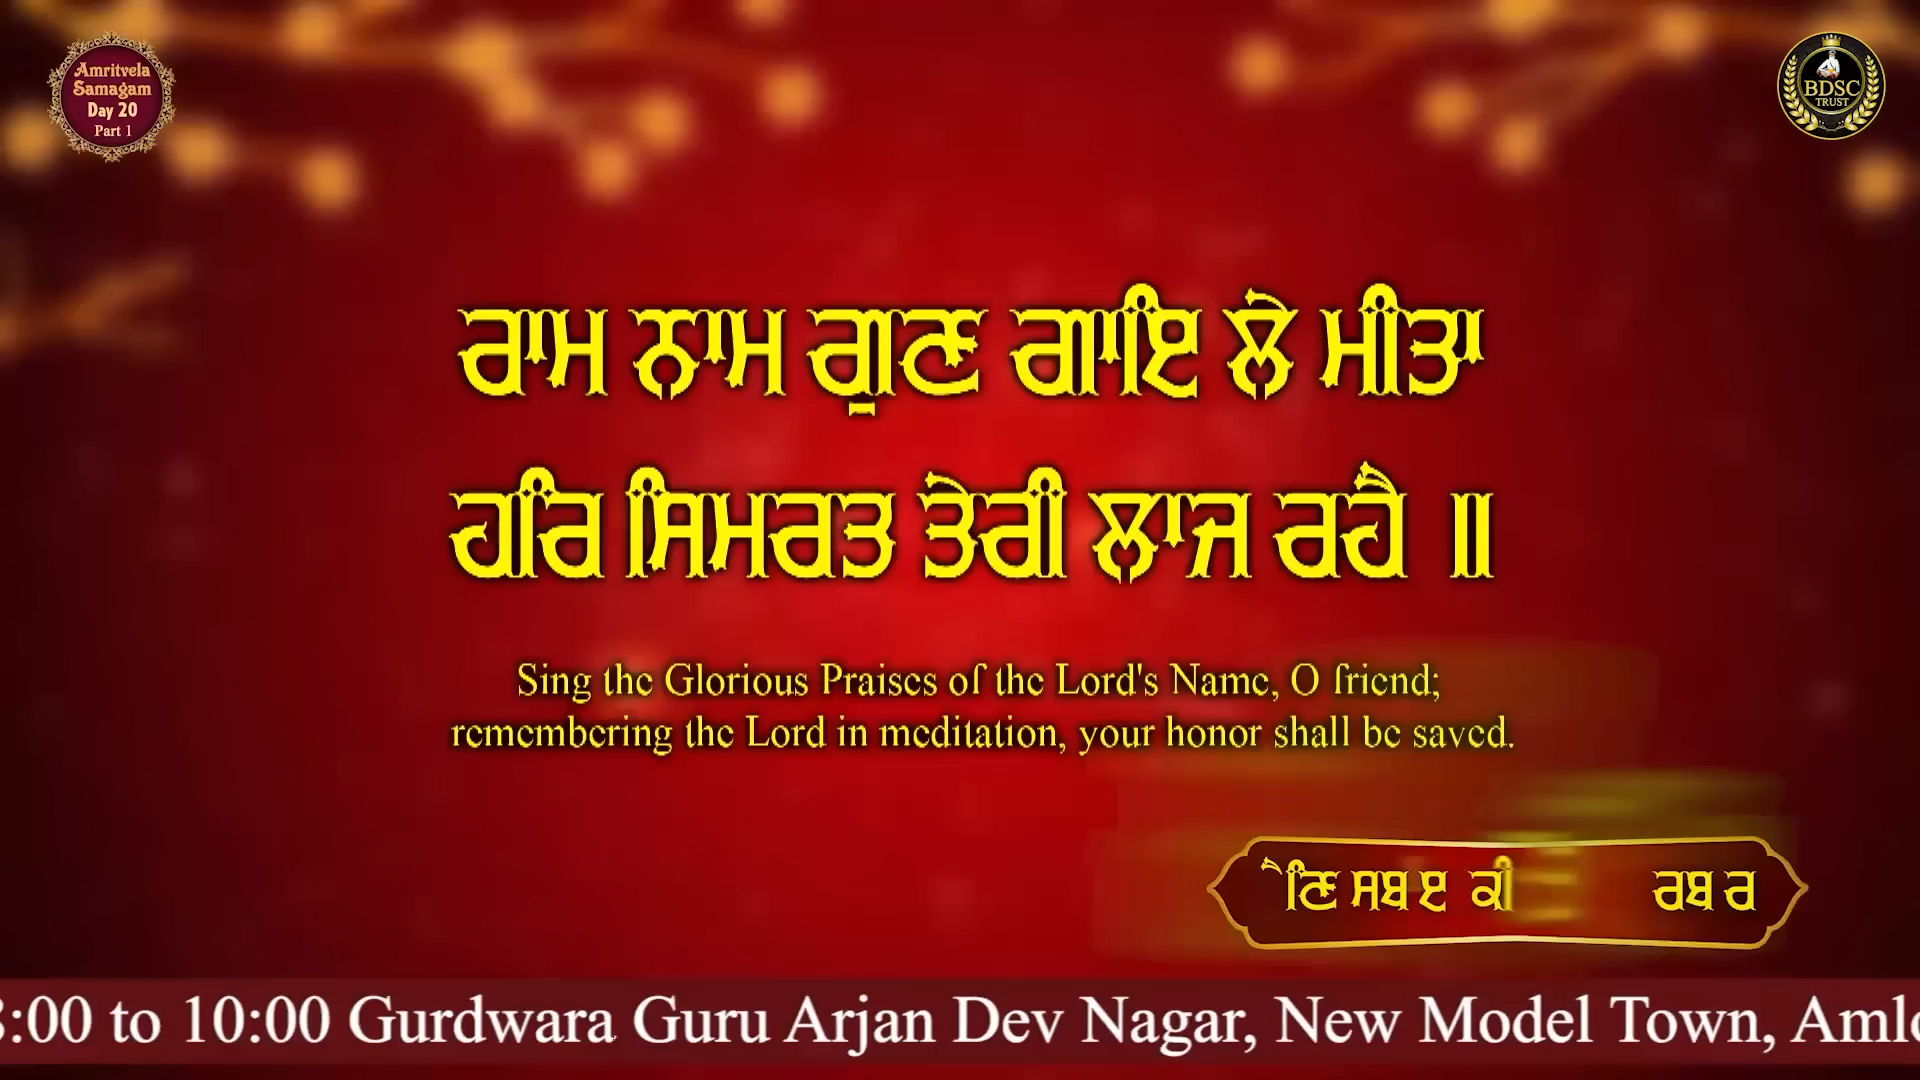 Amritvela
Samagam
Day 20
Part 1
BDSC
TRUST
ਰਾਮ ਨਾਮ ਗੁਣ ਗਾਇ ਲੇ ਮੀਤਾ
ਹਰਿ ਸਿਮਰਤ ਤੇਰੀ ਲਾਜ ਰਹੈ ॥
Sing the Glorious Praises of the Lord's Name, O friend;
remembering the Lord in meditation, your honor shall be saved.
ਸਬਏ ਕੀ ਰਬਰ
:00 to 10:00 Gurdwara Guru Arjan Dev Nagar, New Model Town,